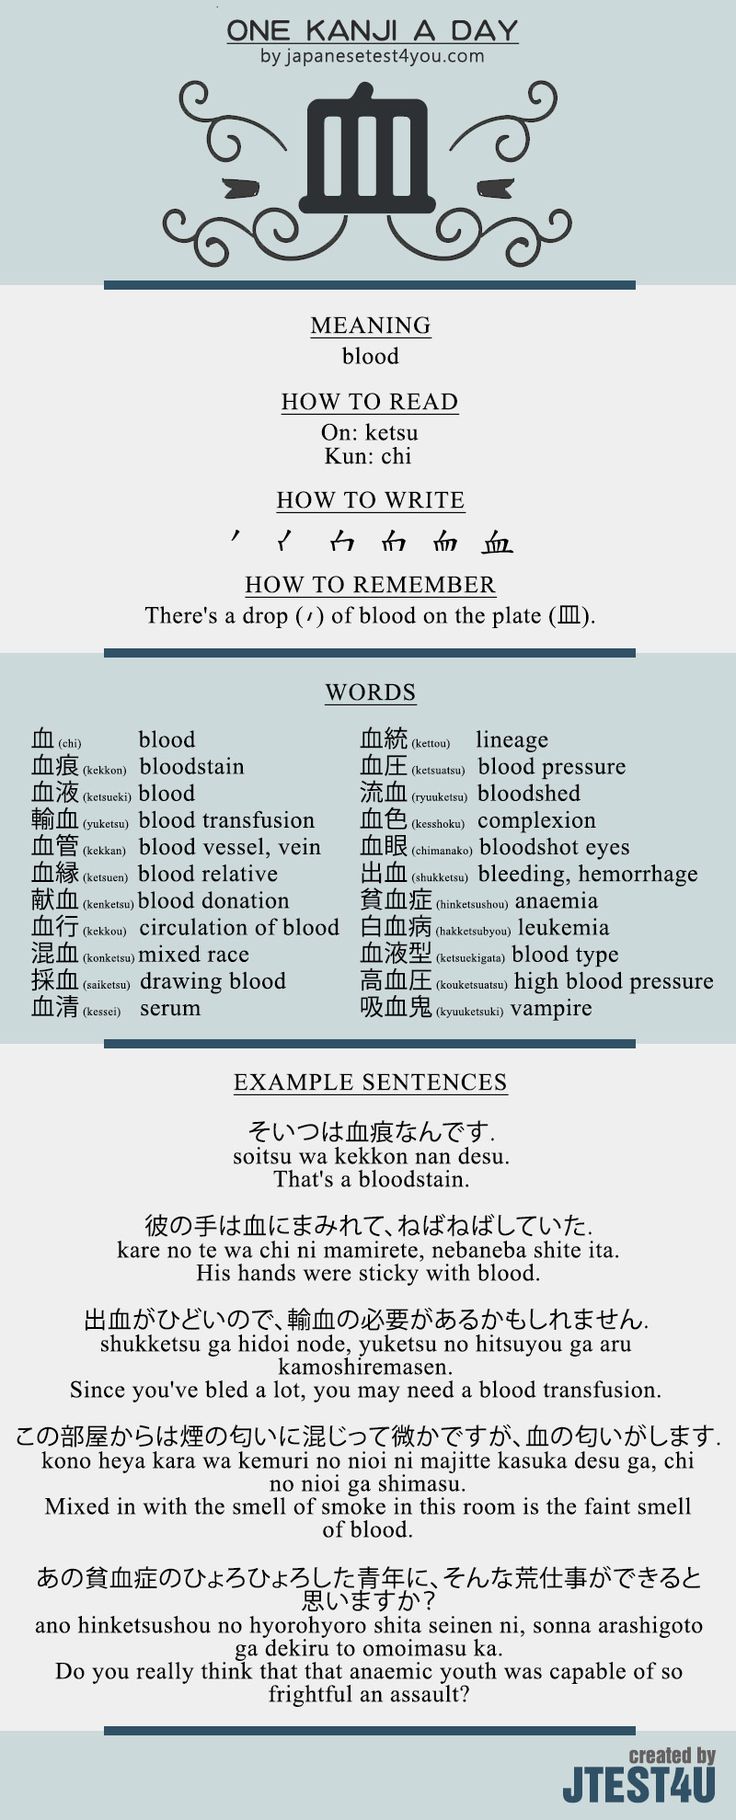 ONE KANJI A DAY
by japanesetest4you.com
血
MEANING
blood
HOW TO READ
On: ketsu
Kun: chi
HOW TO WRITE
血
HOW TO REMEMBER
There's a drop (丶) of blood on the plate (皿).
WORDS
血 (chi) blood
血痕 (kekkon) bloodstain
血液 (ketsueki) blood
輸血 (yuketsu) blood transfusion
血管 (kekkan) blood vessel, vein
血縁 (ketsuen) blood relative
献血 (kenketsu) blood donation
血行 (kekkou) circulation of blood
混血 (konketsu) mixed race
採血 (saiketsu) drawing blood
血清 (kessei) serum
血統 (kettou) lineage
血圧 (ketsuatsu) blood pressure
流血 (ryuuketsu) bloodshed
血色 (kesshoku) complexion
血眼 (chimanako) bloodshot eyes
出血 (shukketsu) bleeding, hemorrhage
貧血症 (hinketsushou) anaemia
白血病 (hakketsubyou) leukemia
血液型 (ketsuekigata) blood type
高血圧 (kouketsuatsu) high blood pressure
吸血鬼 (kyuuketsuki) vampire
EXAMPLE SENTENCES
そいつは血痕なんです.
soitsu wa kekkon nan desu.
That's a bloodstain.
彼の手は血にまみれて、ねばねばしていた.
kare no te wa chi ni mamirete, nebaneba shite ita.
His hands were sticky with blood.
出血がひどいので、輸血の必要があるかもしれません.
shukketsu ga hidoi node, yuketsu no hitsuyou ga aru
kamoshiremasen.
Since you've bled a lot, you may need a blood transfusion.
この部屋からは煙の匂いに混じって微かですが、血の匂いがします.
kono heya kara wa kemuri no nioi ni majitte kasuka desu ga, chi
no nioi ga shimasu.
Mixed in with the smell of smoke in this room is the faint smell
of blood.
あの貧血症のひょろひょろした青年に、そんな荒仕事ができると
思いますか?
ano hinketsushou no hyorohyoro shita seinen ni, sonna arashigoto
ga dekiru to omoimasu ka.
Do you really think that that anaemic youth was capable of so
frightful an assault?
created by
JTEST4U